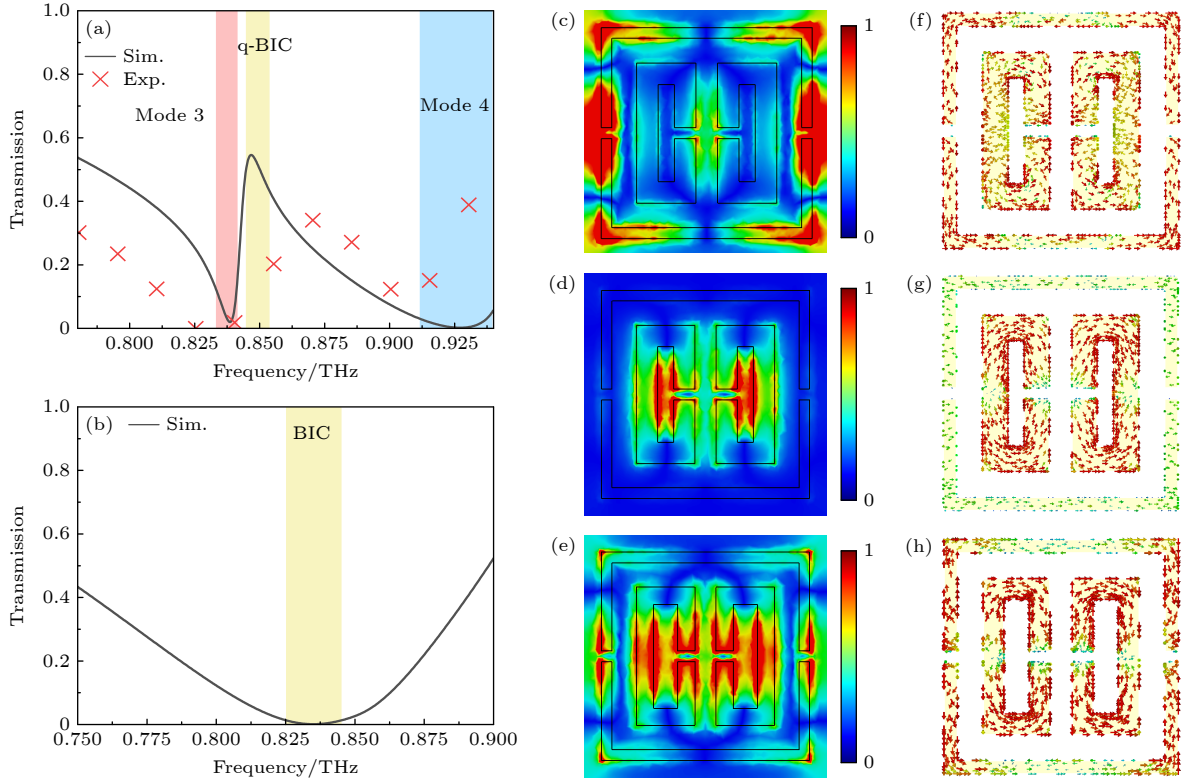 (a)
q-BIC
Sim.
Exp.
Mode 3
Mode 4
Transmission
1.0
0.8
0.6
0.4
0.2
0
0.800
0.825
0.850
0.875
0.900
0.925
Frequency/THz
(b)
Sim.
BIC
Transmission
1.0
0.8
0.6
0.4
0.2
0
0.750
0.775
0.800
0.825
0.850
0.875
0.900
Frequency/THz
(c)
1
0
(d)
1
0
(e)
1
0
(f)
(g)
(h)